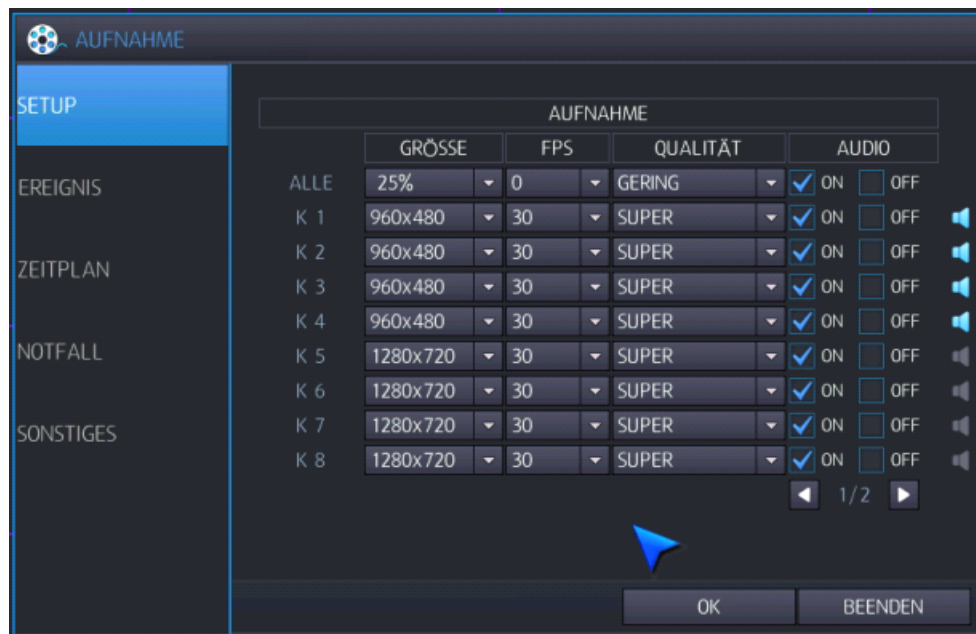 AUFNAHME
SETUP
EREIGNIS
ZEITPLAN
NOTFALL
SONSTIGES
AUFNAHME
GRÖSSE FPS QUALITÄT AUDIO
ALLE 25% 0 GERING ON OFF
K 1 960x480 30 SUPER ON OFF
K 2 960x480 30 SUPER ON OFF
K 3 960x480 30 SUPER ON OFF
K 4 960x480 30 SUPER ON OFF
K 5 1280x720 30 SUPER ON OFF
K 6 1280x720 30 SUPER ON OFF
K 7 1280x720 30 SUPER ON OFF
K 8 1280x720 30 SUPER ON OFF
1/2
OK BEENDEN